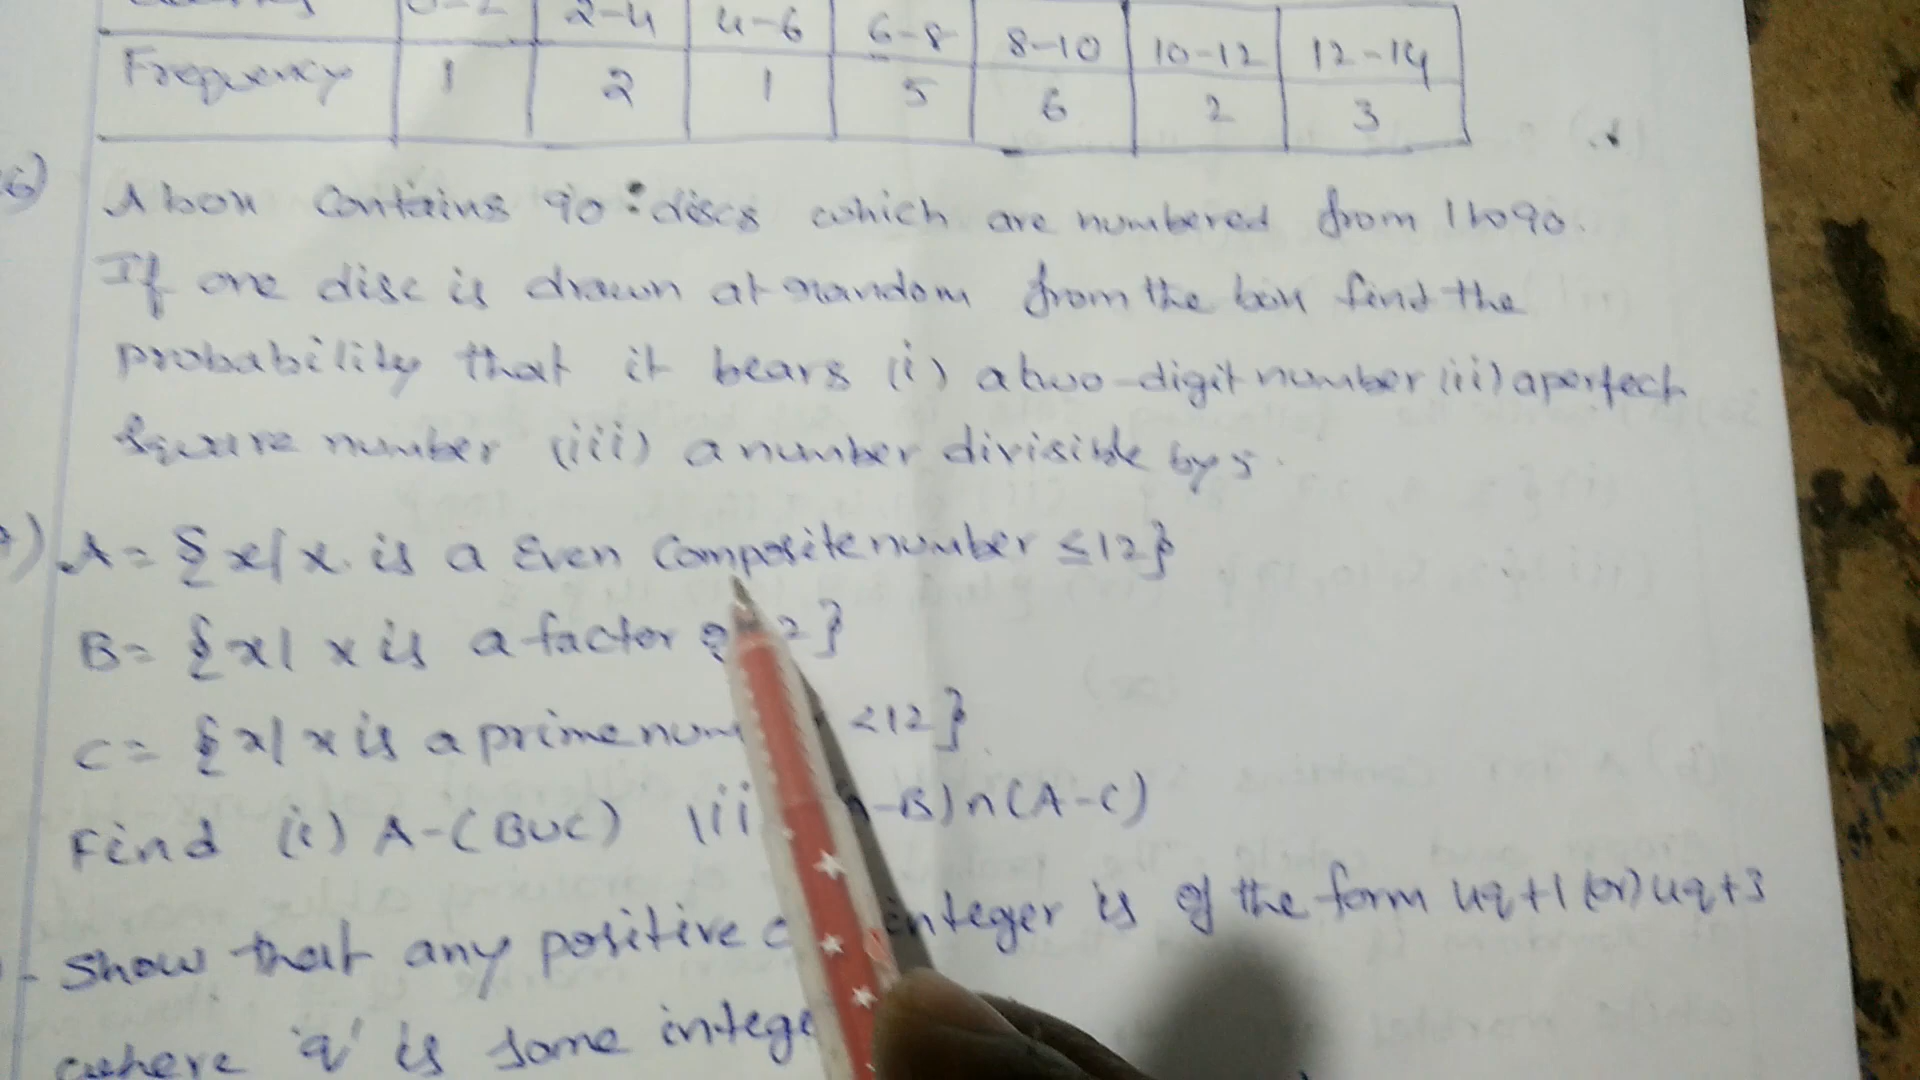 2-4 4-6 6-8 8-10 10-12 12-14
Frequency 1 2 1 5 6 2 3
A box contains 90 discs which are numbered from 1 to 90.
If one disc is drawn at random from the box find the
probability that it bears (i) a two-digit number (ii) a perfect
Square number (iii) a number divisible by 5.
A = {x/x is a Even Composite number ≤12}
B = {x| x is a factor 2}
C = {x| x is a prime <12}
Find (i) A-(BUC) (ii -B)∩(A-C)
Show that any positive integer is of the form 4q+1 (or) 4q+3
where 'q' is some